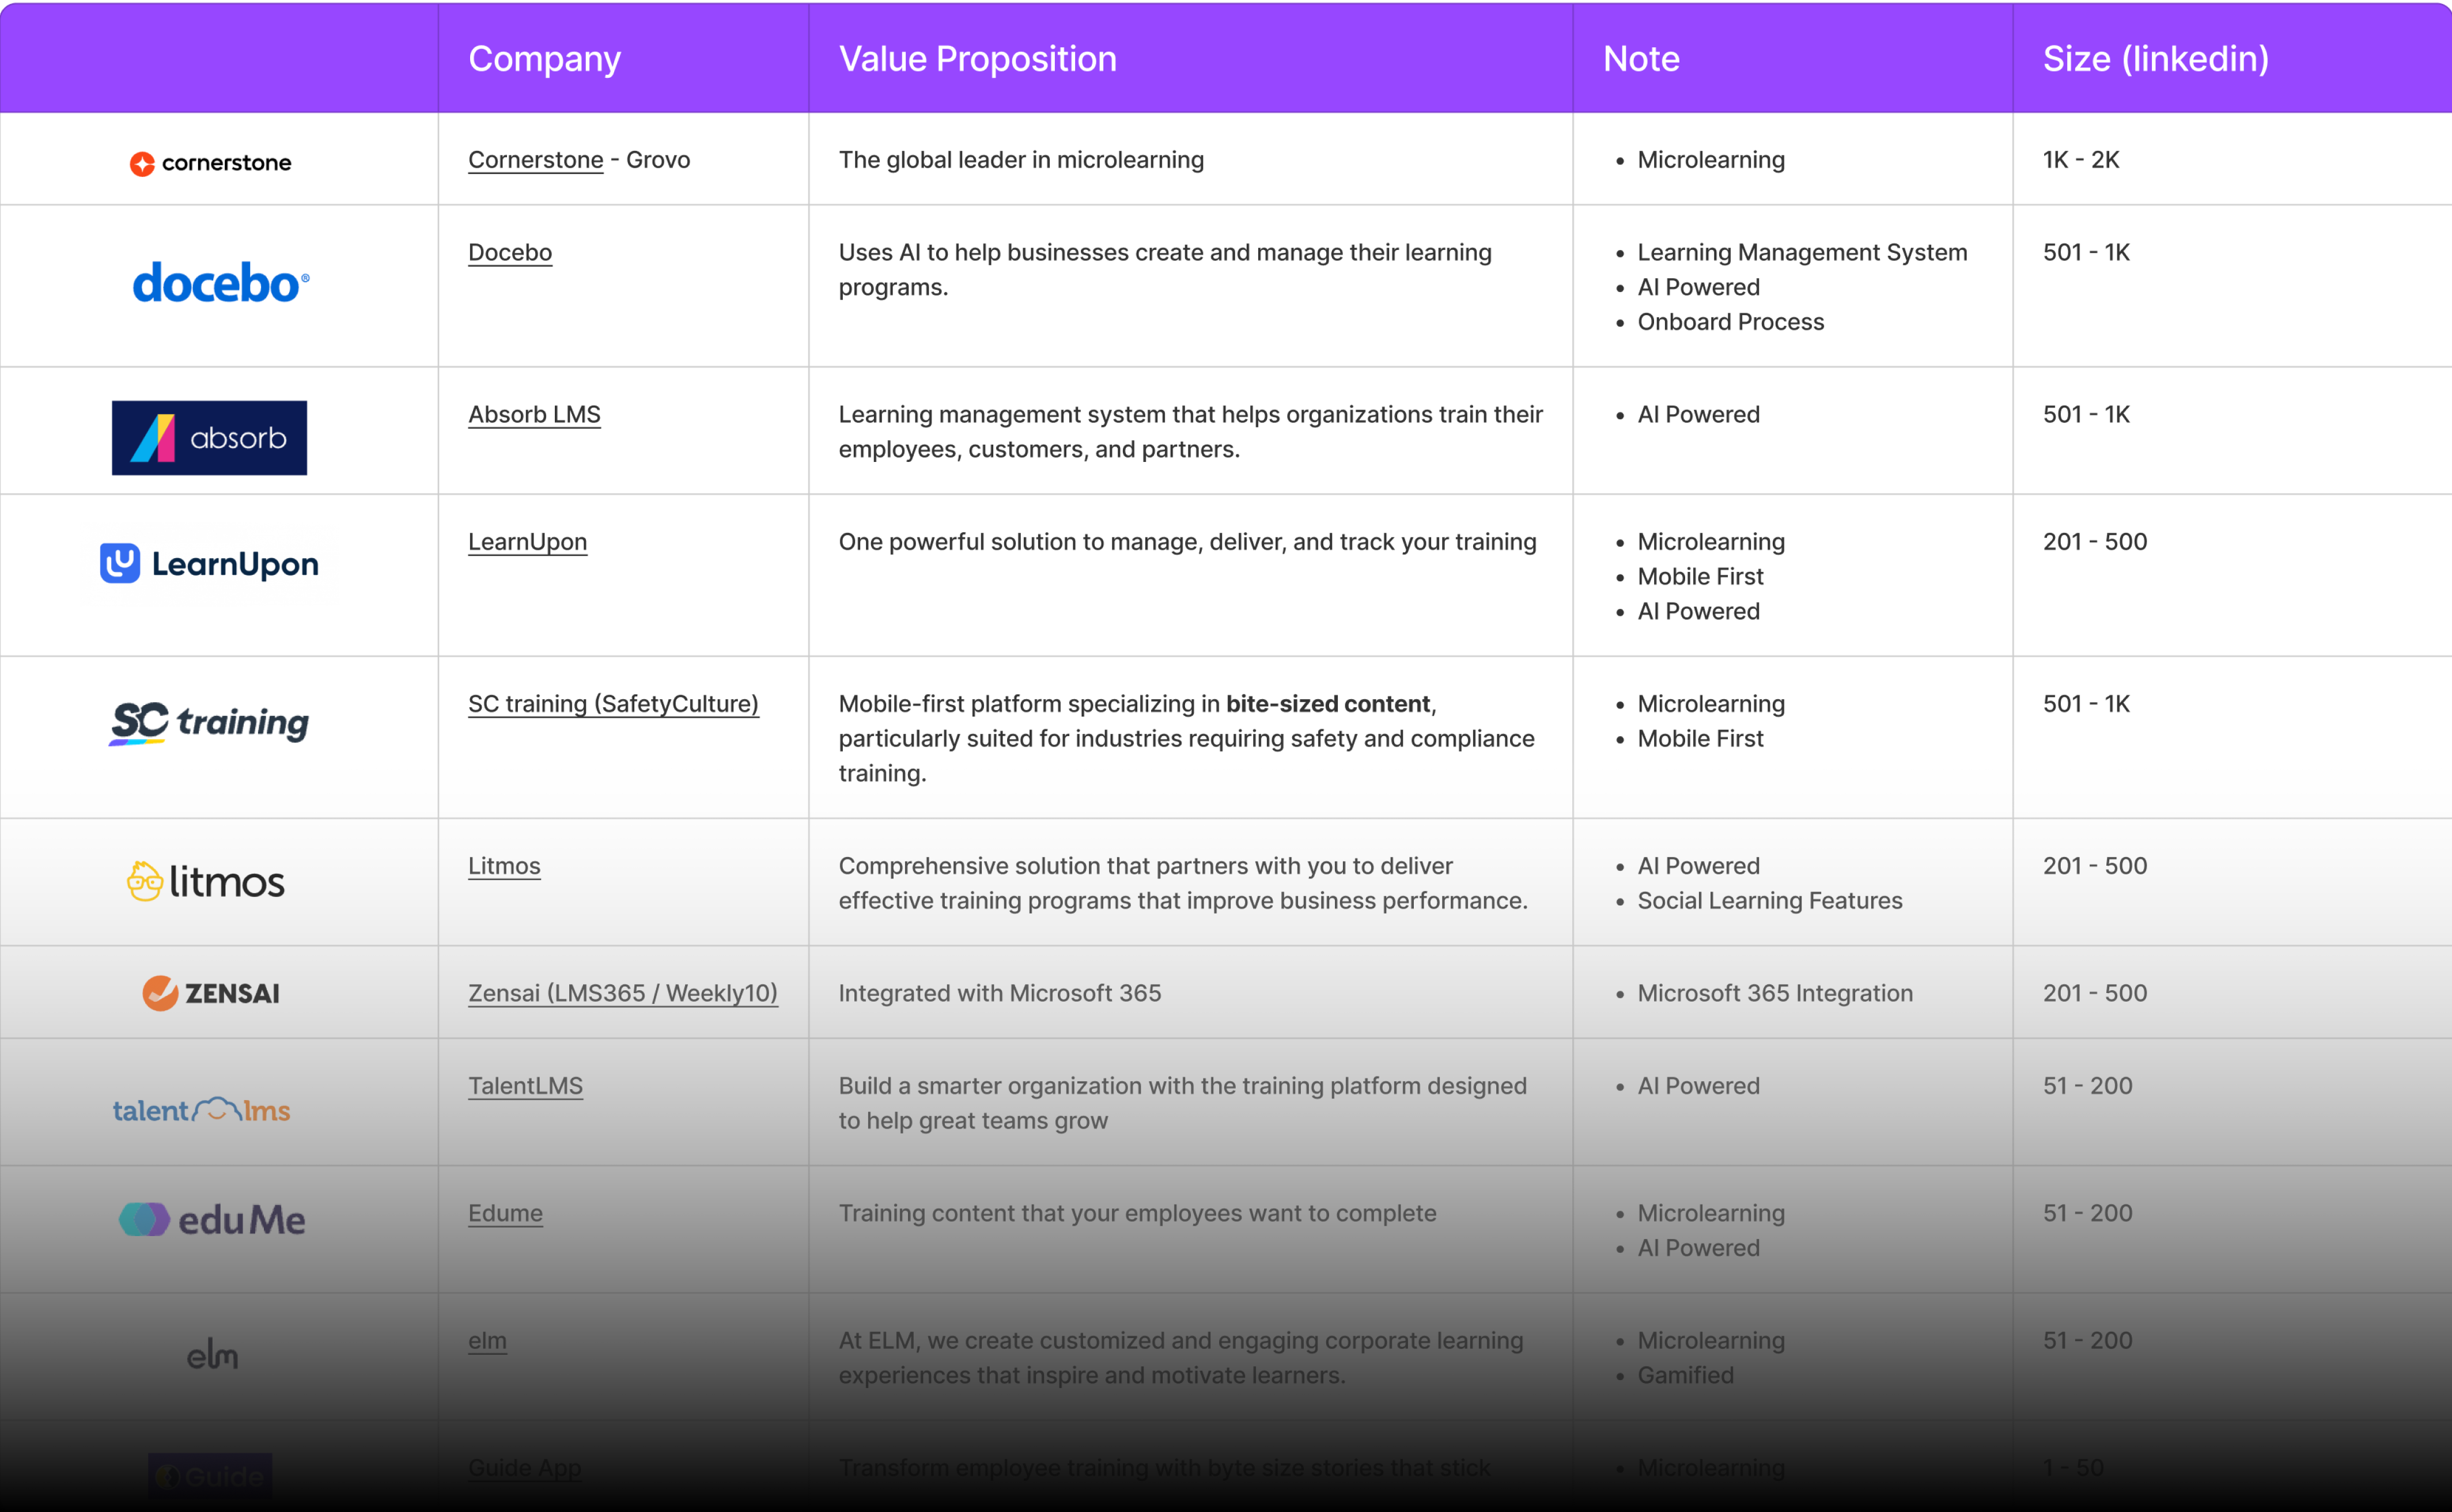 Company
Value Proposition
Note
Size (linkedin)
cornerstone
Cornerstone - Grovo
The global leader in microlearning
• Microlearning
1K - 2K
docebo®
Docebo
Uses AI to help businesses create and manage their learning
programs.
• Learning Management System
• AI Powered
• Onboard Process
501 - 1K
absorb
Absorb LMS
Learning management system that helps organizations train their
employees, customers, and partners.
• AI Powered
501 - 1K
LearnUpon
LearnUpon
One powerful solution to manage, deliver, and track your training
• Microlearning
• Mobile First
• AI Powered
201 - 500
SC training
SC training (SafetyCulture)
Mobile-first platform specializing in bite-sized content,
particularly suited for industries requiring safety and compliance
training.
• Microlearning
• Mobile First
501 - 1K
litmos
Litmos
Comprehensive solution that partners with you to deliver
effective training programs that improve business performance.
• AI Powered
• Social Learning Features
201 - 500
ZENSAI
Zensai (LMS365 / Weekly10)
Integrated with Microsoft 365
• Microsoft 365 Integration
201 - 500
talentlms
TalentLMS
Build a smarter organization with the training platform designed
to help great teams grow
• AI Powered
51 - 200
eduMe
Edume
Training content that your employees want to complete
• Microlearning
• AI Powered
51 - 200
elm
elm
At ELM, we create customized and engaging corporate learning
experiences that inspire and motivate learners.
• Microlearning
• Gamified
51 - 200
Guide
Guide App
Transform employee training with byte size stories that stick
• Microlearning
1 - 50